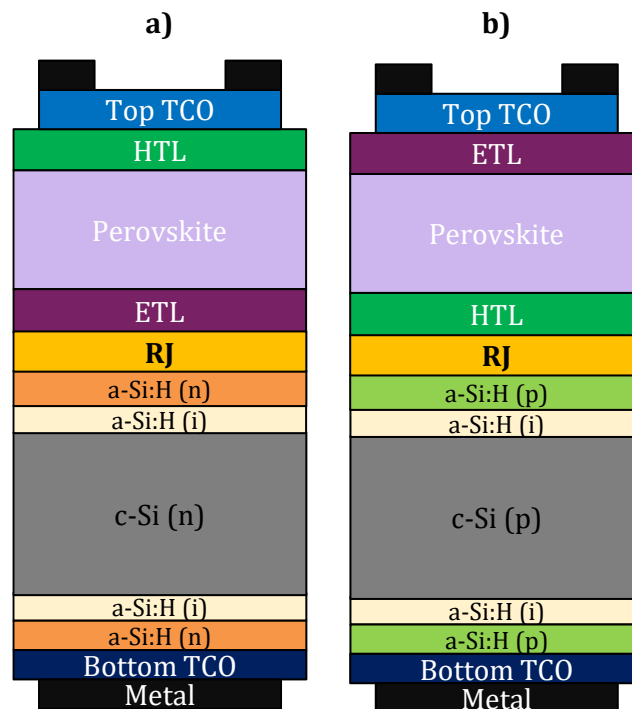 a)
Top TCO
HTL
Perovskite
ETL
RJ
a-Si:H (n)
a-Si:H (i)
c-Si (n)
a-Si:H (i)
a-Si:H (n)
Bottom TCO
Metal
b)
Top TCO
ETL
Perovskite
HTL
RJ
a-Si:H (p)
a-Si:H (i)
c-Si (p)
a-Si:H (i)
a-Si:H (p)
Bottom TCO
Metal